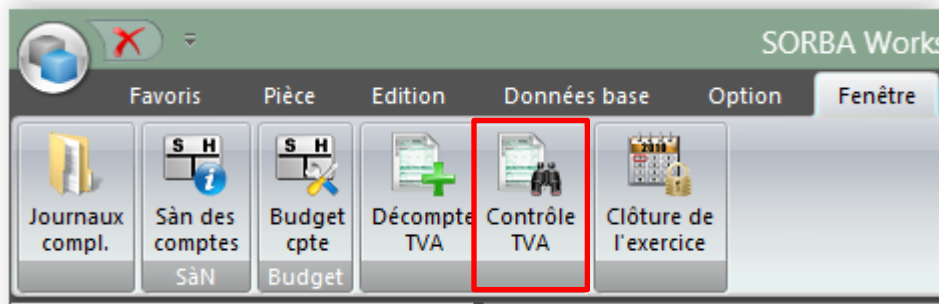 SORBA Works
Favoris Pièce Edition Données base Option Fenêtre
S H S H 2010
Journaux Sàn des Budget Décompte Contrôle Clôture de
compl. comptes cpte TVA TVA l'exercice
SàN Budget